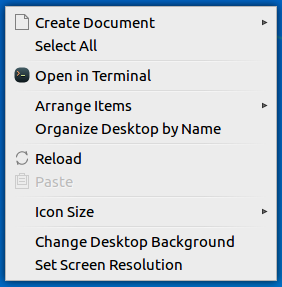 Create Document
Select All
Open in Terminal
Arrange Items
Organize Desktop by Name
Reload
Paste
Icon Size
Change Desktop Background
Set Screen Resolution